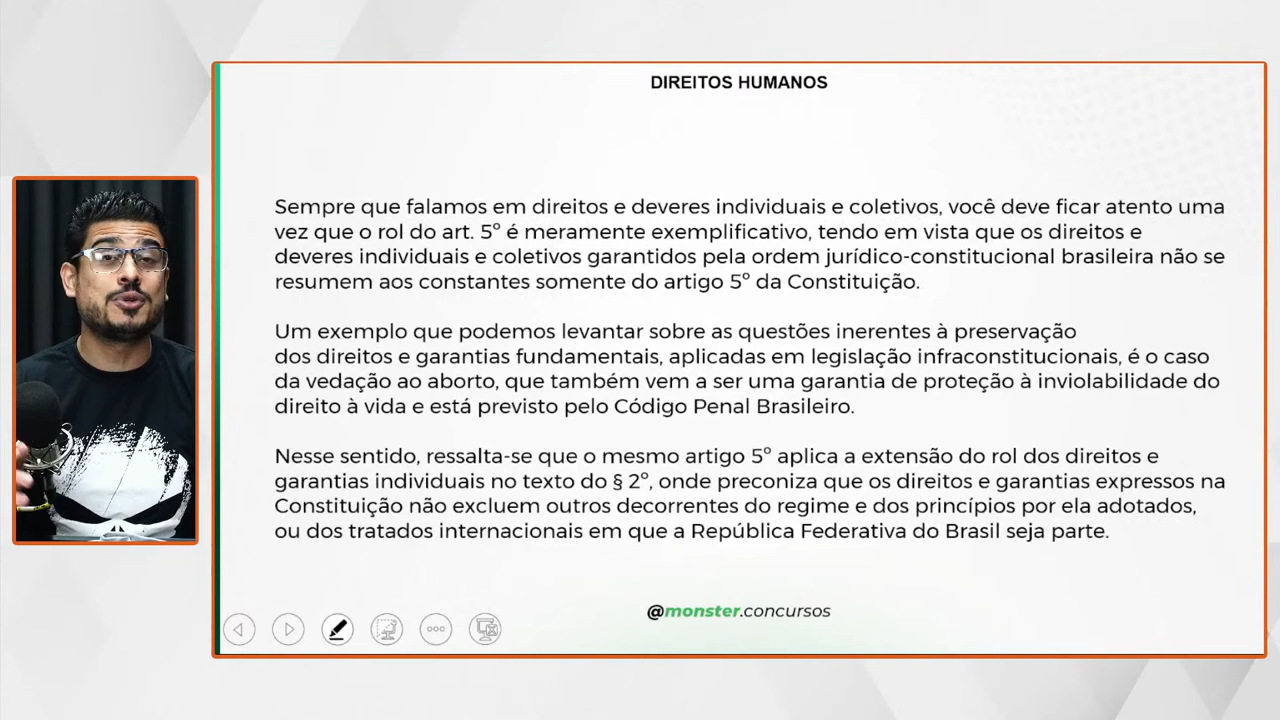 DIREITOS HUMANOS
Sempre que falamos em direitos e deveres individuais e coletivos, você deve ficar atento uma
vez que o rol do art. 5º é meramente exemplificativo, tendo em vista que os direitos e
deveres individuais e coletivos garantidos pela ordem jurídico-constitucional brasileira não se
resumem aos constantes somente do artigo 5º da Constituição.
Um exemplo que podemos levantar sobre as questões inerentes à preservação
dos direitos e garantias fundamentais, aplicadas em legislação infraconstitucionais, é o caso
da vedação ao aborto, que também vem a ser uma garantia de proteção à inviolabilidade do
direito à vida e está previsto pelo Código Penal Brasileiro.
Nesse sentido, ressalta-se que o mesmo artigo 5º aplica a extensão do rol dos direitos e
garantias individuais no texto do § 2º, onde preconiza que os direitos e garantias expressos na
Constituição não excluem outros decorrentes do regime e dos princípios por ela adotados,
ou dos tratados internacionais em que a República Federativa do Brasil seja parte.
@monster.concursos